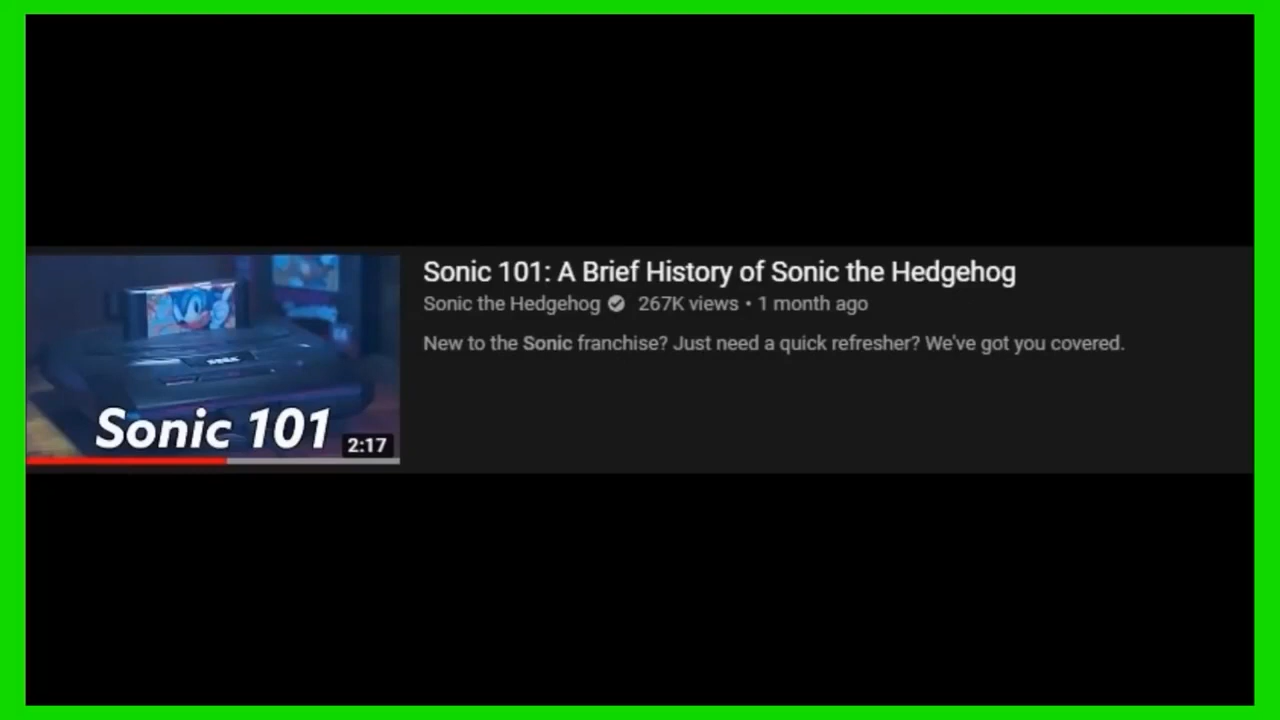 Sonic 101: A Brief History of Sonic the Hedgehog
Sonic the Hedgehog 267K views • 1 month ago
New to the Sonic franchise? Just need a quick refresher? We've got you covered.
SEGA
Sonic 101
2:17